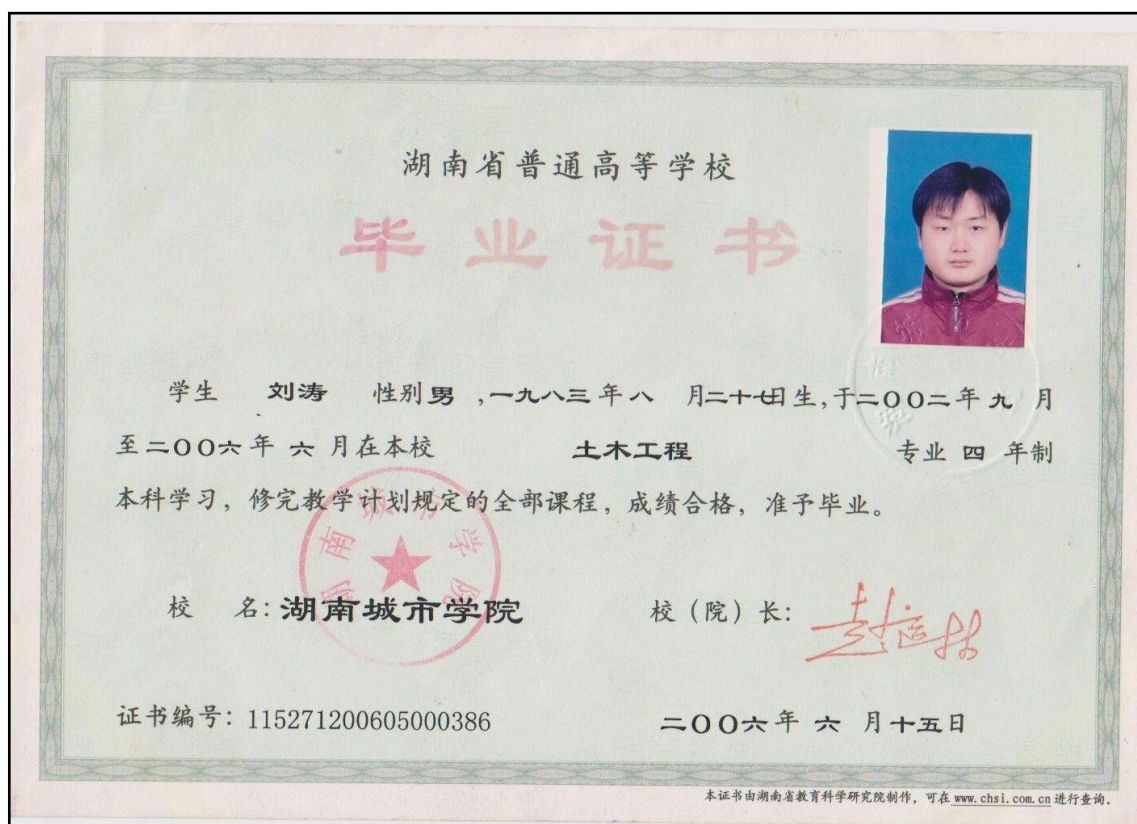 湖南省普通高等学校
毕业证书
学生 刘涛 性别男,一九八三年八 月二十七日生,于二OO二年九 月
至二OO六年 六 月在本校 土木工程 专业 四 年制
本科学习，修完教学计划规定的全部课程，成绩合格，准予毕业。
湖南城市学院
校 名:湖南城市学院 校（院）长:
证书编号: 115271200605000386 二OO六年 六 月十五日
本证书由湖南省教育科学研究院制作，可在www.chsi.com.cn进行查询.